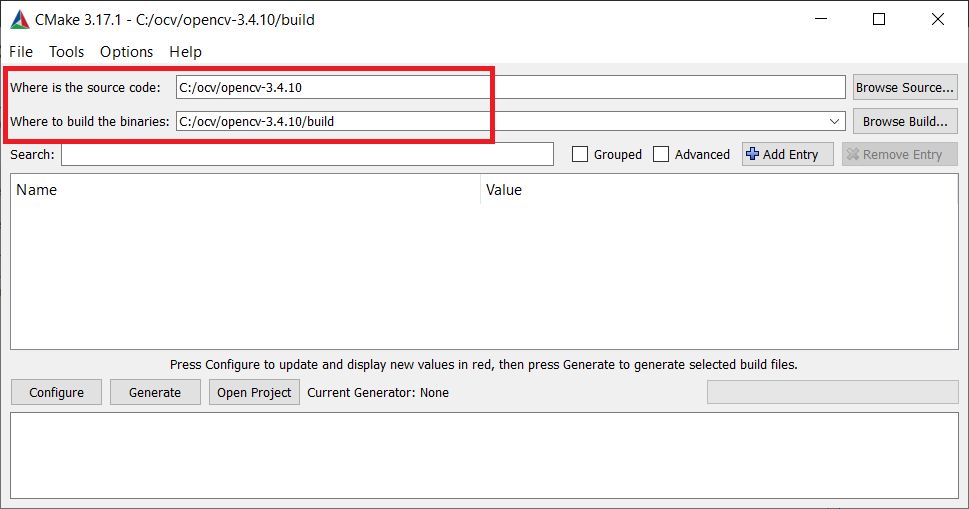 CMake 3.17.1 - C:/ocv/opencv-3.4.10/build
File Tools Options Help
Where is the source code: C:/ocv/opencv-3.4.10 Browse Source...
Where to build the binaries: C:/ocv/opencv-3.4.10/build Browse Build...
Search: Grouped Advanced Add Entry Remove Entry
Name Value
Press Configure to update and display new values in red, then press Generate to generate selected build files.
Configure Generate Open Project Current Generator: None